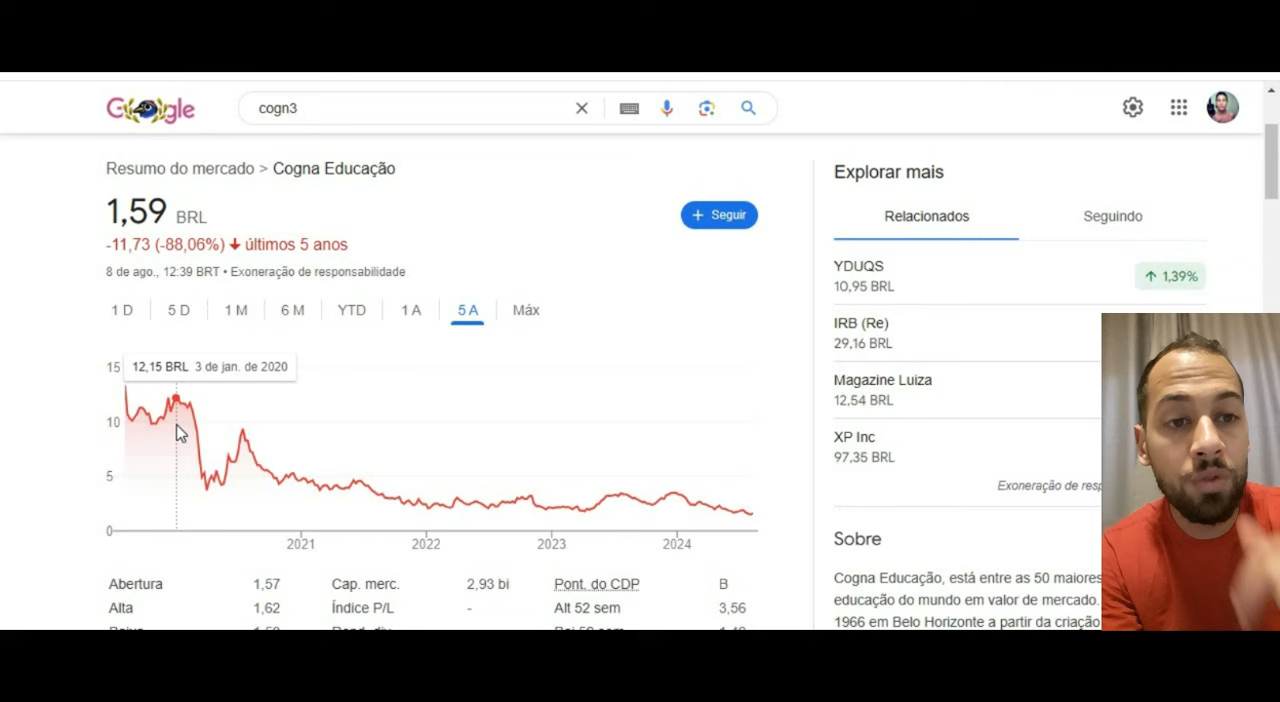 Google
cogn3
Resumo do mercado > Cogna Educação
1,59 BRL
+ Seguir
-11,73 (-88,06%) últimos 5 anos
8 de ago., 12:39 BRT • Exoneração de responsabilidade
1 D
5 D
1 M
6 M
YTD
1 A
5 A
Máx
12,15 BRL 3 de jan. de 2020
15
10
5
0
2021
2022
2023
2024
Abertura 1,57 Cap. merc. 2,93 bi Pont. do CDP B
Alta 1,62 Índice P/L - Alt 52 sem 3,56
Explorar mais
Relacionados
Seguindo
YDUQS
10,95 BRL
1,39%
IRB (Re)
29,16 BRL
Magazine Luiza
12,54 BRL
XP Inc
97,35 BRL
Exoneração de resp
Sobre
Cogna Educação, está entre as 50 maiores
educação do mundo em valor de mercado.
1966 em Belo Horizonte a partir da criação